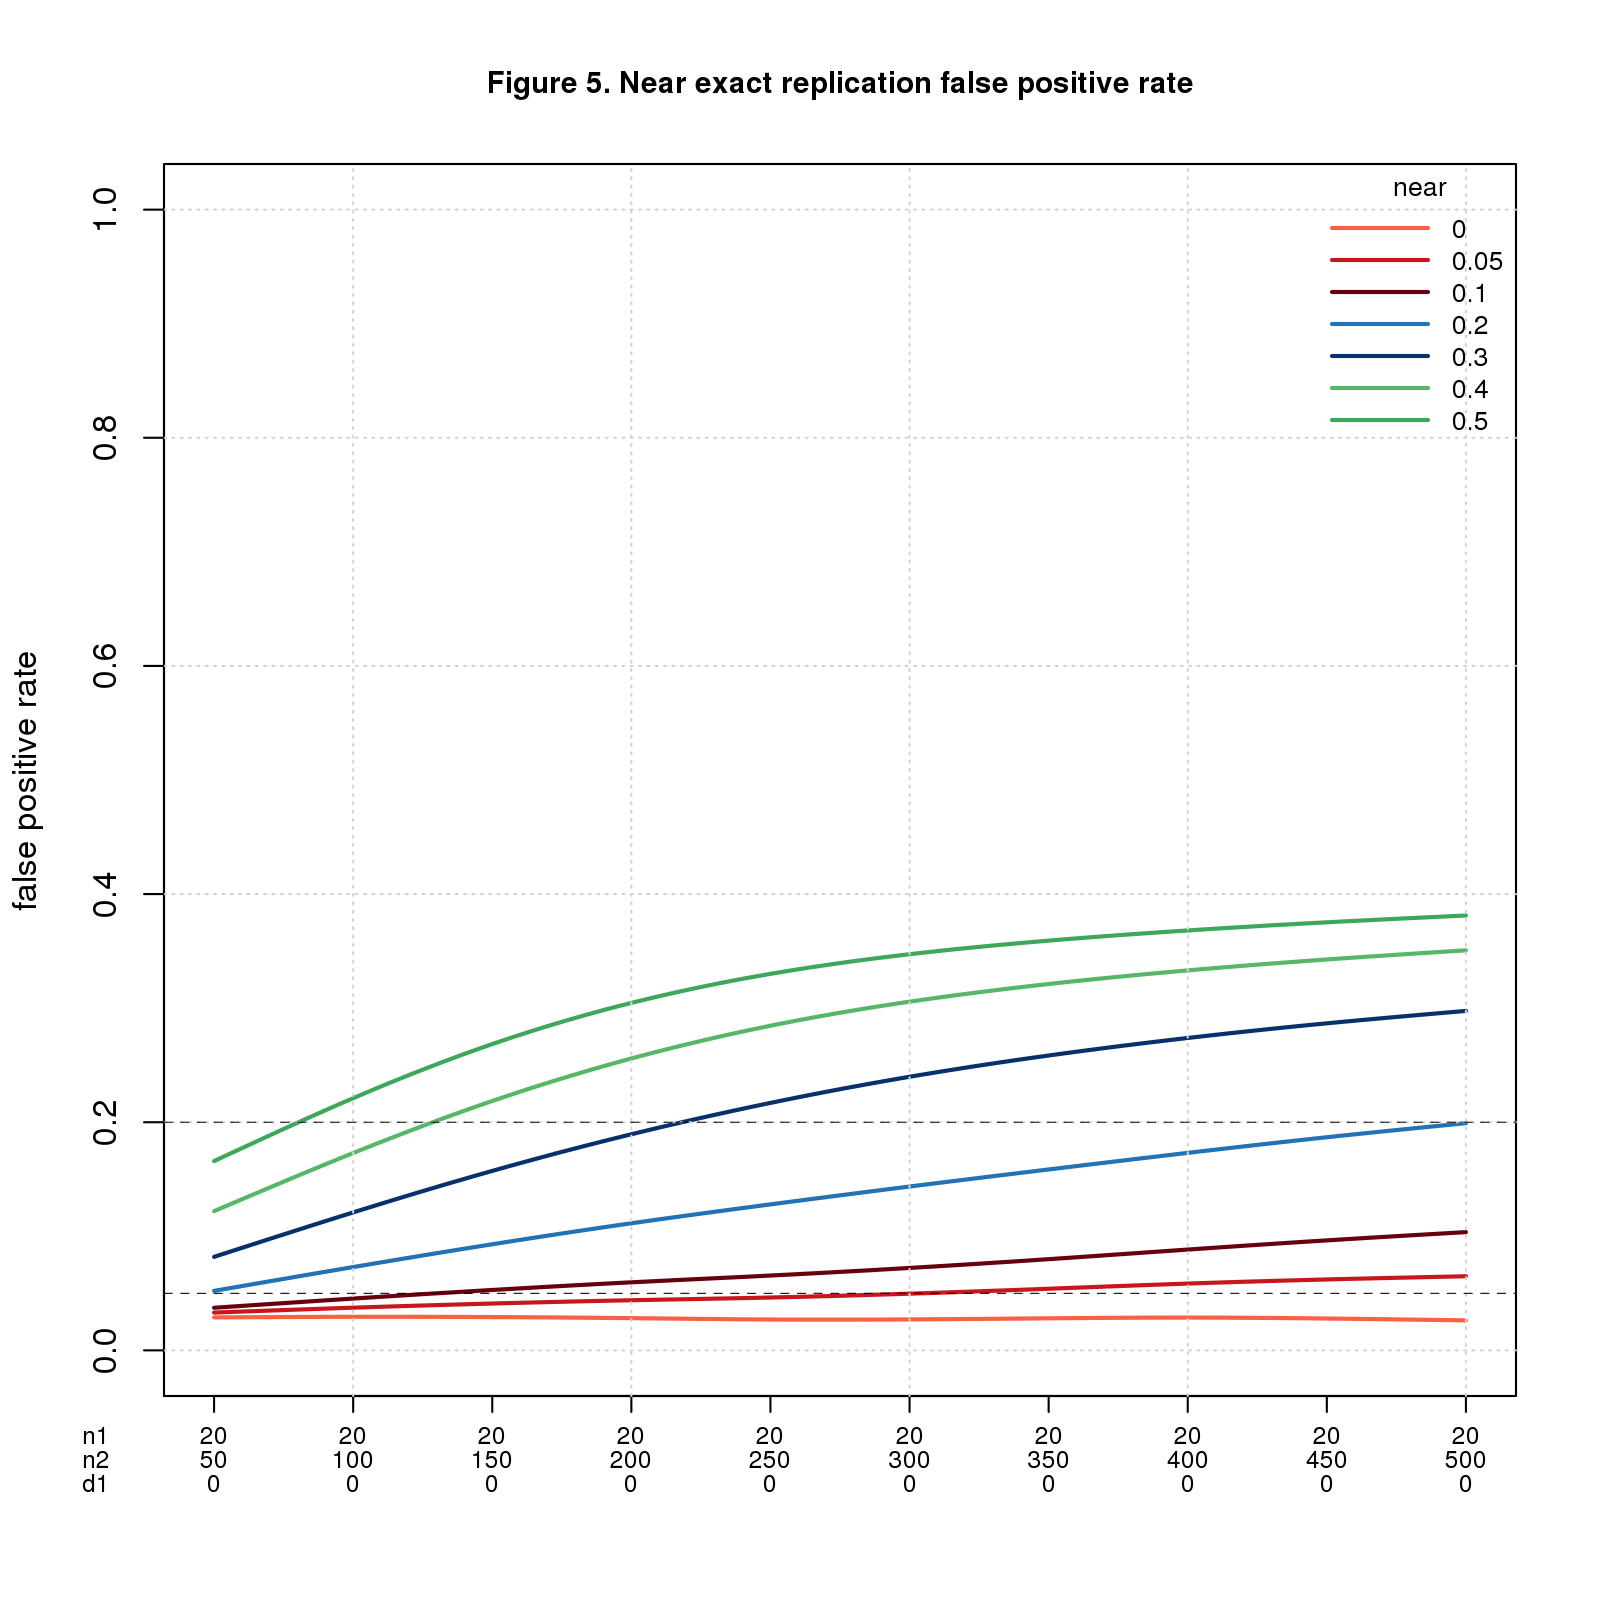 Figure 5. Near exact replication false positive rate
near
0
0.05
0.1
0.2
0.3
0.4
0.5
false positive rate
1.0
0.8
0.6
0.4
0.2
0.0
n1 20 20 20 20 20 20 20 20 20 20
n2 50 100 150 200 250 300 350 400 450 500
d1 0 0 0 0 0 0 0 0 0 0